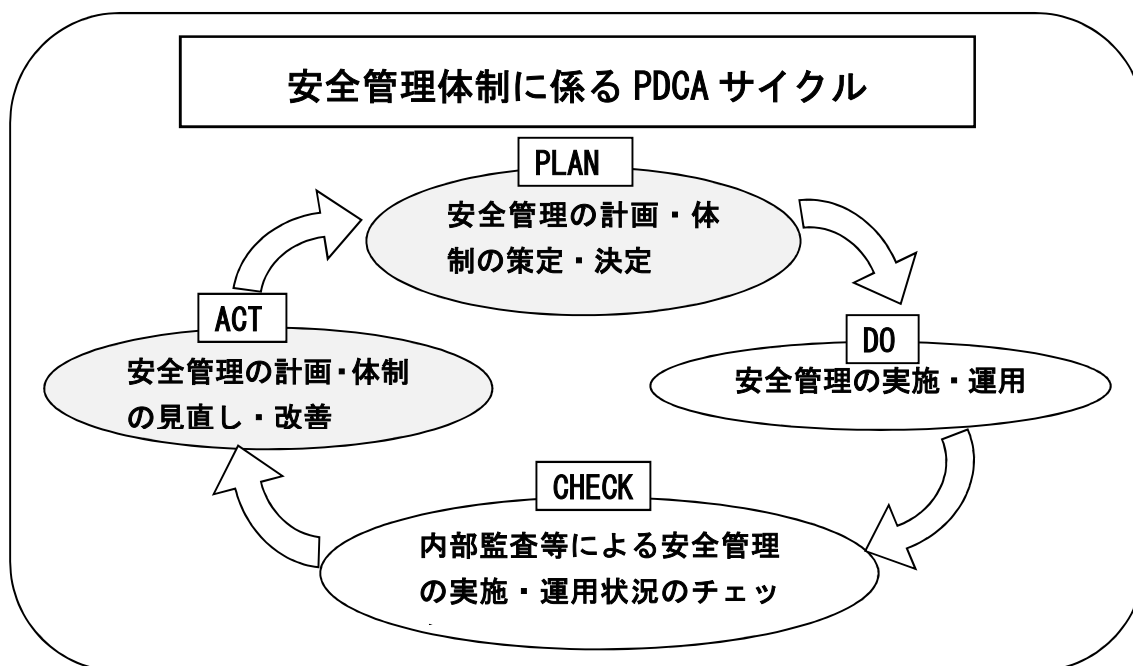 安全管理体制に係る PDCA サイクル
PLAN
安全管理の計画・体
制の策定・決定
DO
安全管理の実施・運用
CHECK
内部監査等による安全管理
の実施・運用状況のチェッ
ACT
安全管理の計画・体制
の見直し・改善